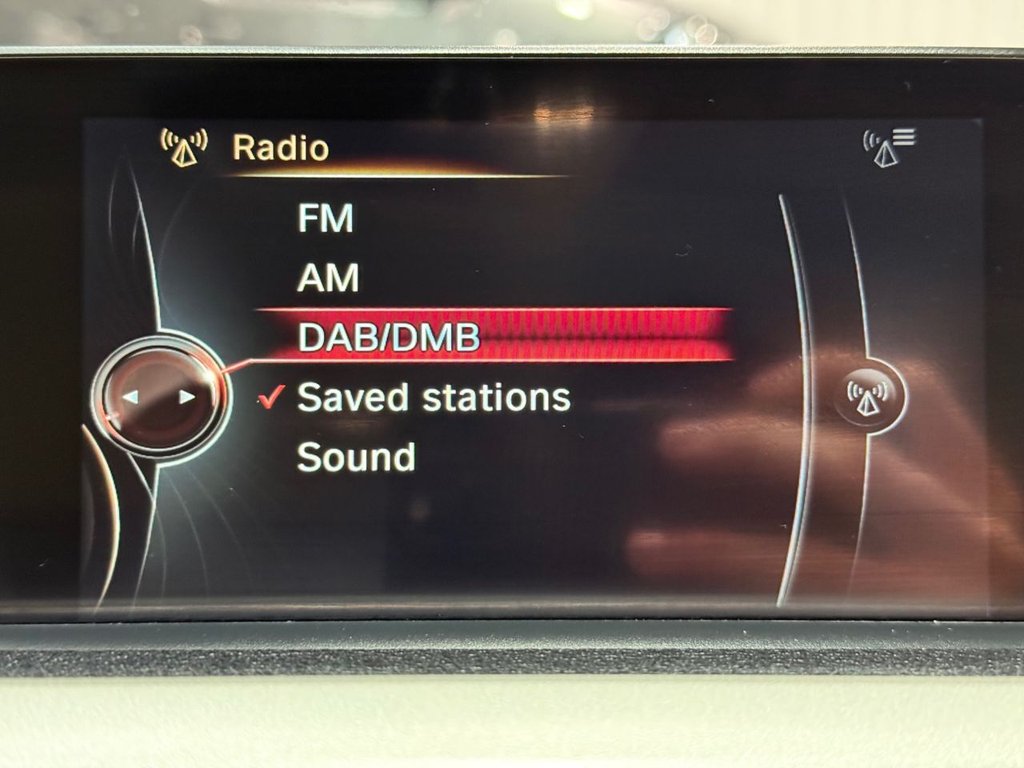 Radio
FM
AM
DAB/DMB
Saved stations
Sound